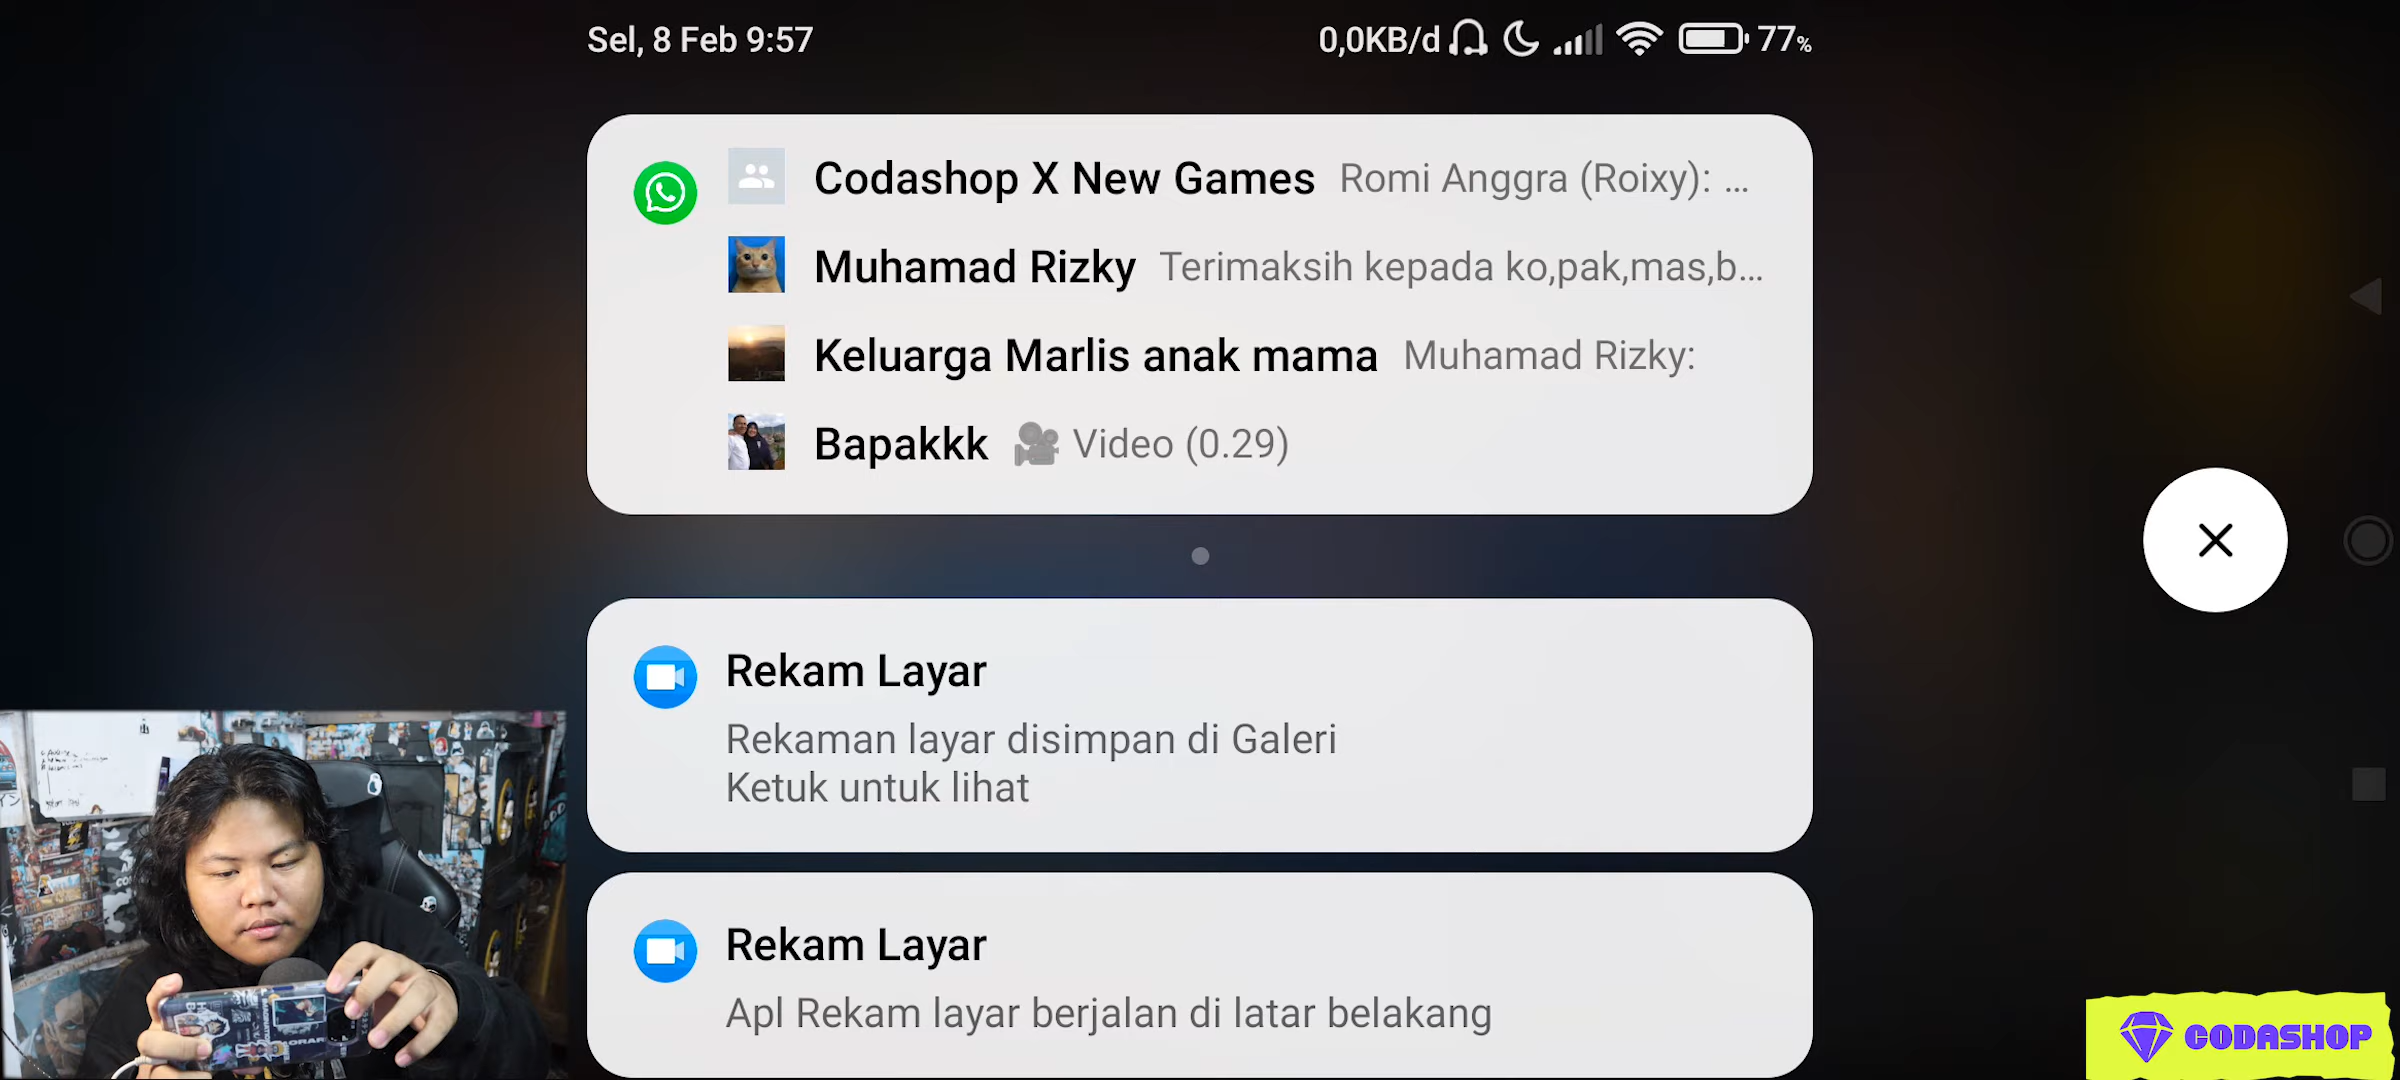 Sel, 8 Feb 9:57
0,0KB/d 77%
Codashop X New Games Romi Anggra (Roixy): ...
Muhamad Rizky Terimaksih kepada ko,pak,mas,b...
Keluarga Marlis anak mama Muhamad Rizky:
Bapakkk Video (0.29)
Rekam Layar
Rekaman layar disimpan di Galeri
Ketuk untuk lihat
Rekam Layar
Apl Rekam layar berjalan di latar belakang
CODASHOP